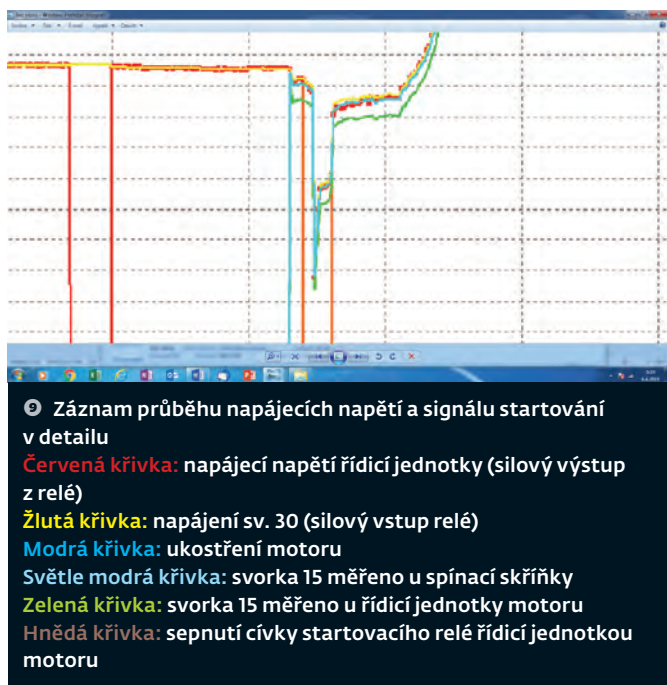 ❾ Záznam průběhu napájecích napětí a signálu startování
v detailu
Červená křivka: napájecí napětí řídicí jednotky (silový výstup
z relé)
Žlutá křivka: napájení sv. 30 (silový vstup relé)
Modrá křivka: ukostření motoru
Světle modrá křivka: svorka 15 měřeno u spínací skříňky
Zelená křivka: svorka 15 měřeno u řídicí jednotky motoru
Hnědá křivka: sepnutí cívky startovacího relé řídicí jednotkou
motoru